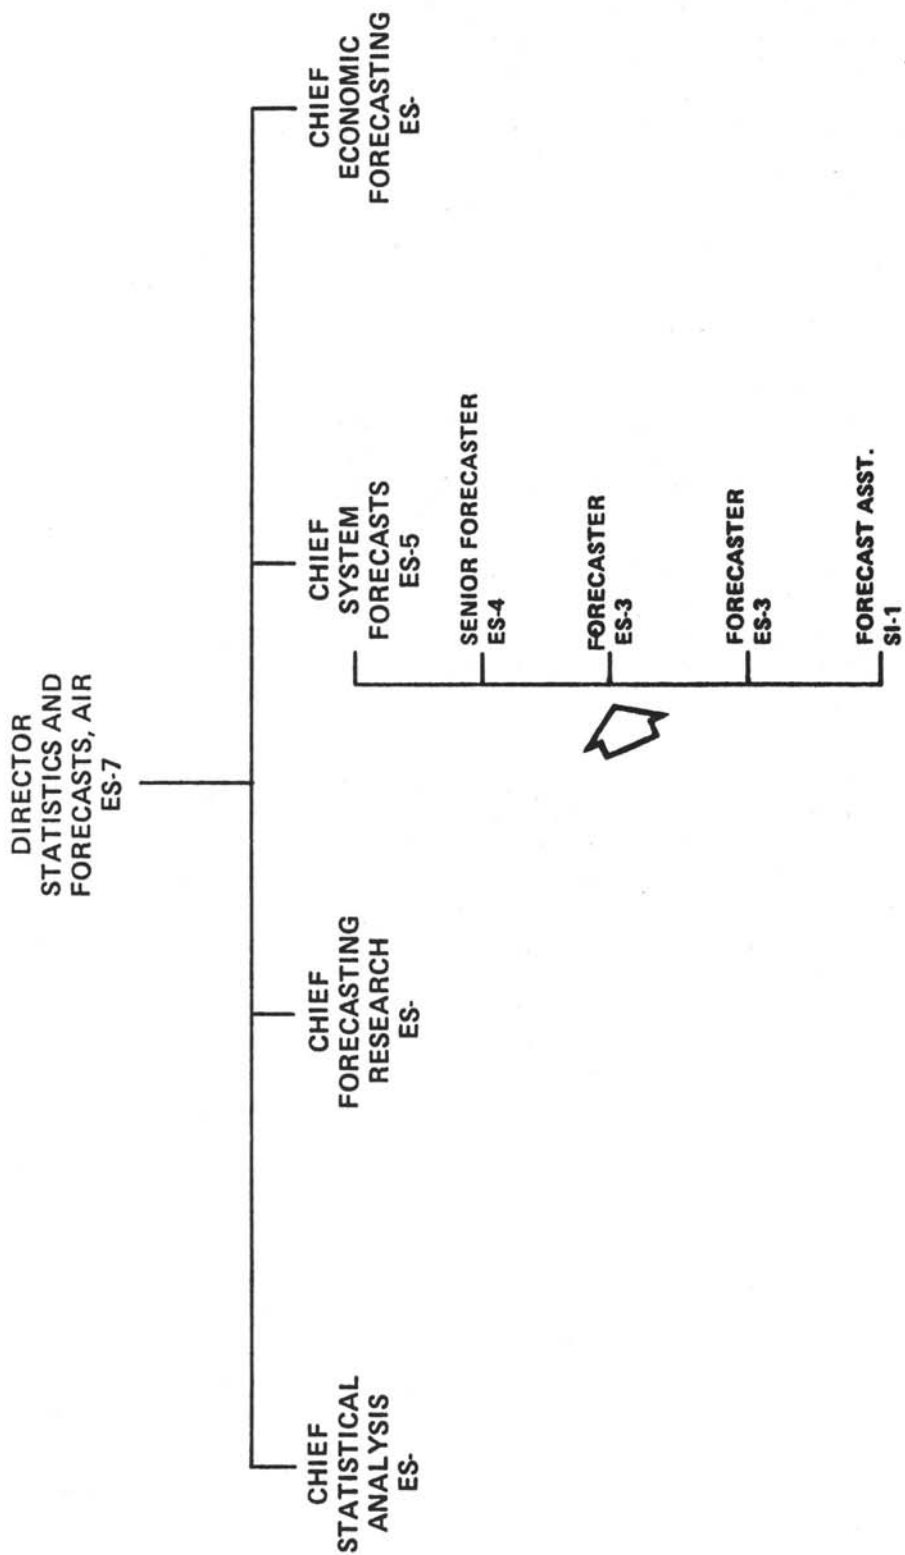 DIRECTOR
STATISTICS AND
FORECASTS, AIR
ES-7
CHIEF
STATISTICAL
ANALYSIS
ES-
CHIEF
FORECASTING
RESEARCH
ES-
CHIEF
SYSTEM
FORECASTS
ES-5
CHIEF
ECONOMIC
FORECASTING
ES-
SENIOR FORECASTER
ES-4
FORECASTER
ES-3
FORECASTER
ES-3
FORECAST ASST.
SI-1